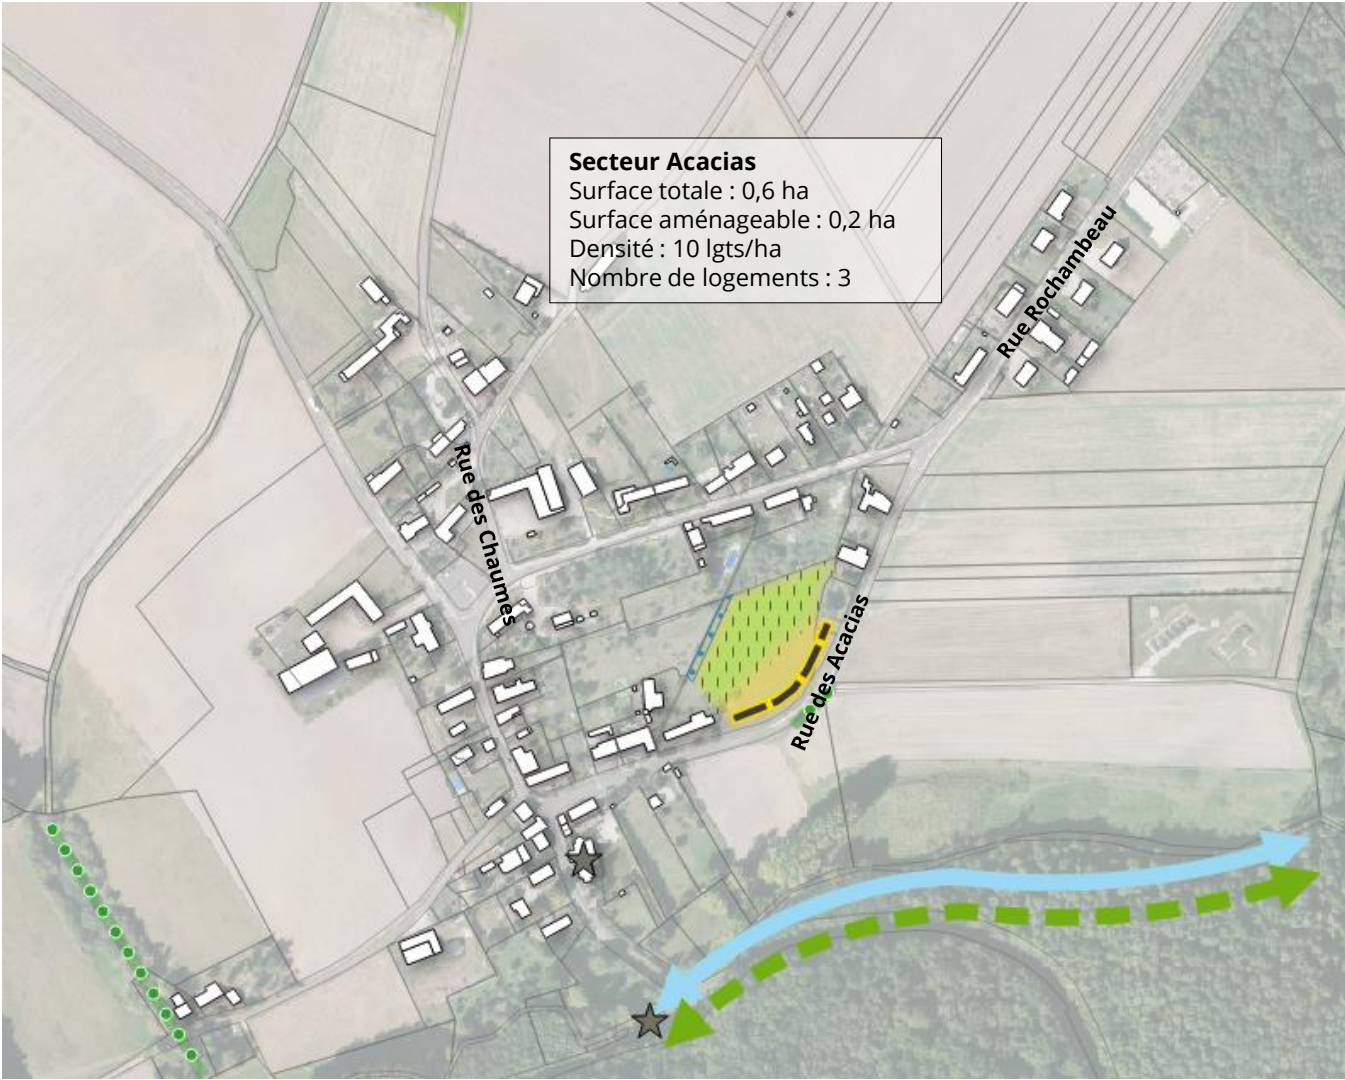 Secteur Acacias
Surface totale : 0,6 ha
Surface aménageable : 0,2 ha
Densité : 10 lgts/ha
Nombre de logements : 3
Rue Rochambeau
Rue des Chaumes
Rue des Acacias